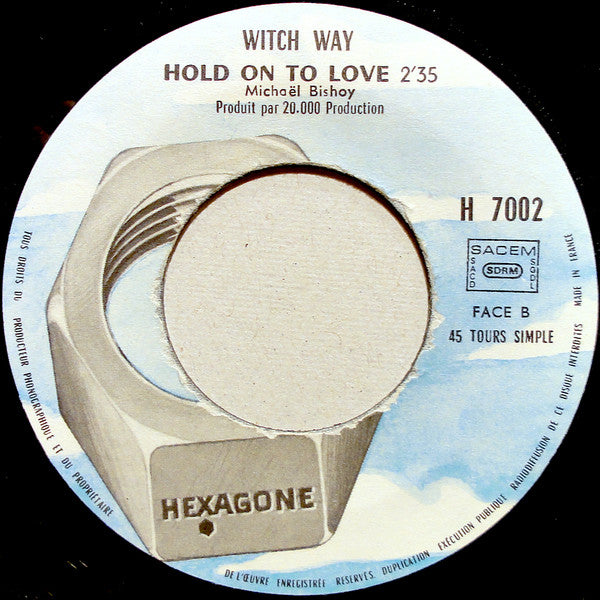 WITCH WAY
HOLD ON TO LOVE 2'35
Michaël Bishoy
Produit par 20.000 Production
H 7002
SACEM
SACD
SDRM
SGDL
FACE B
45 TOURS SIMPLE
HEXAGONE
TOUS DROITS DU PRODUCTEUR PHONOGRAPHIQUE ET DU PROPRIÉTAIRE
DE L'ŒUVRE ENREGISTRÉE RÉSERVÉS. DUPLICATION EXÉCUTION PUBLIQUE RADIODIFFUSION DE CE DISQUE INTERDITES MADE IN FRANCE